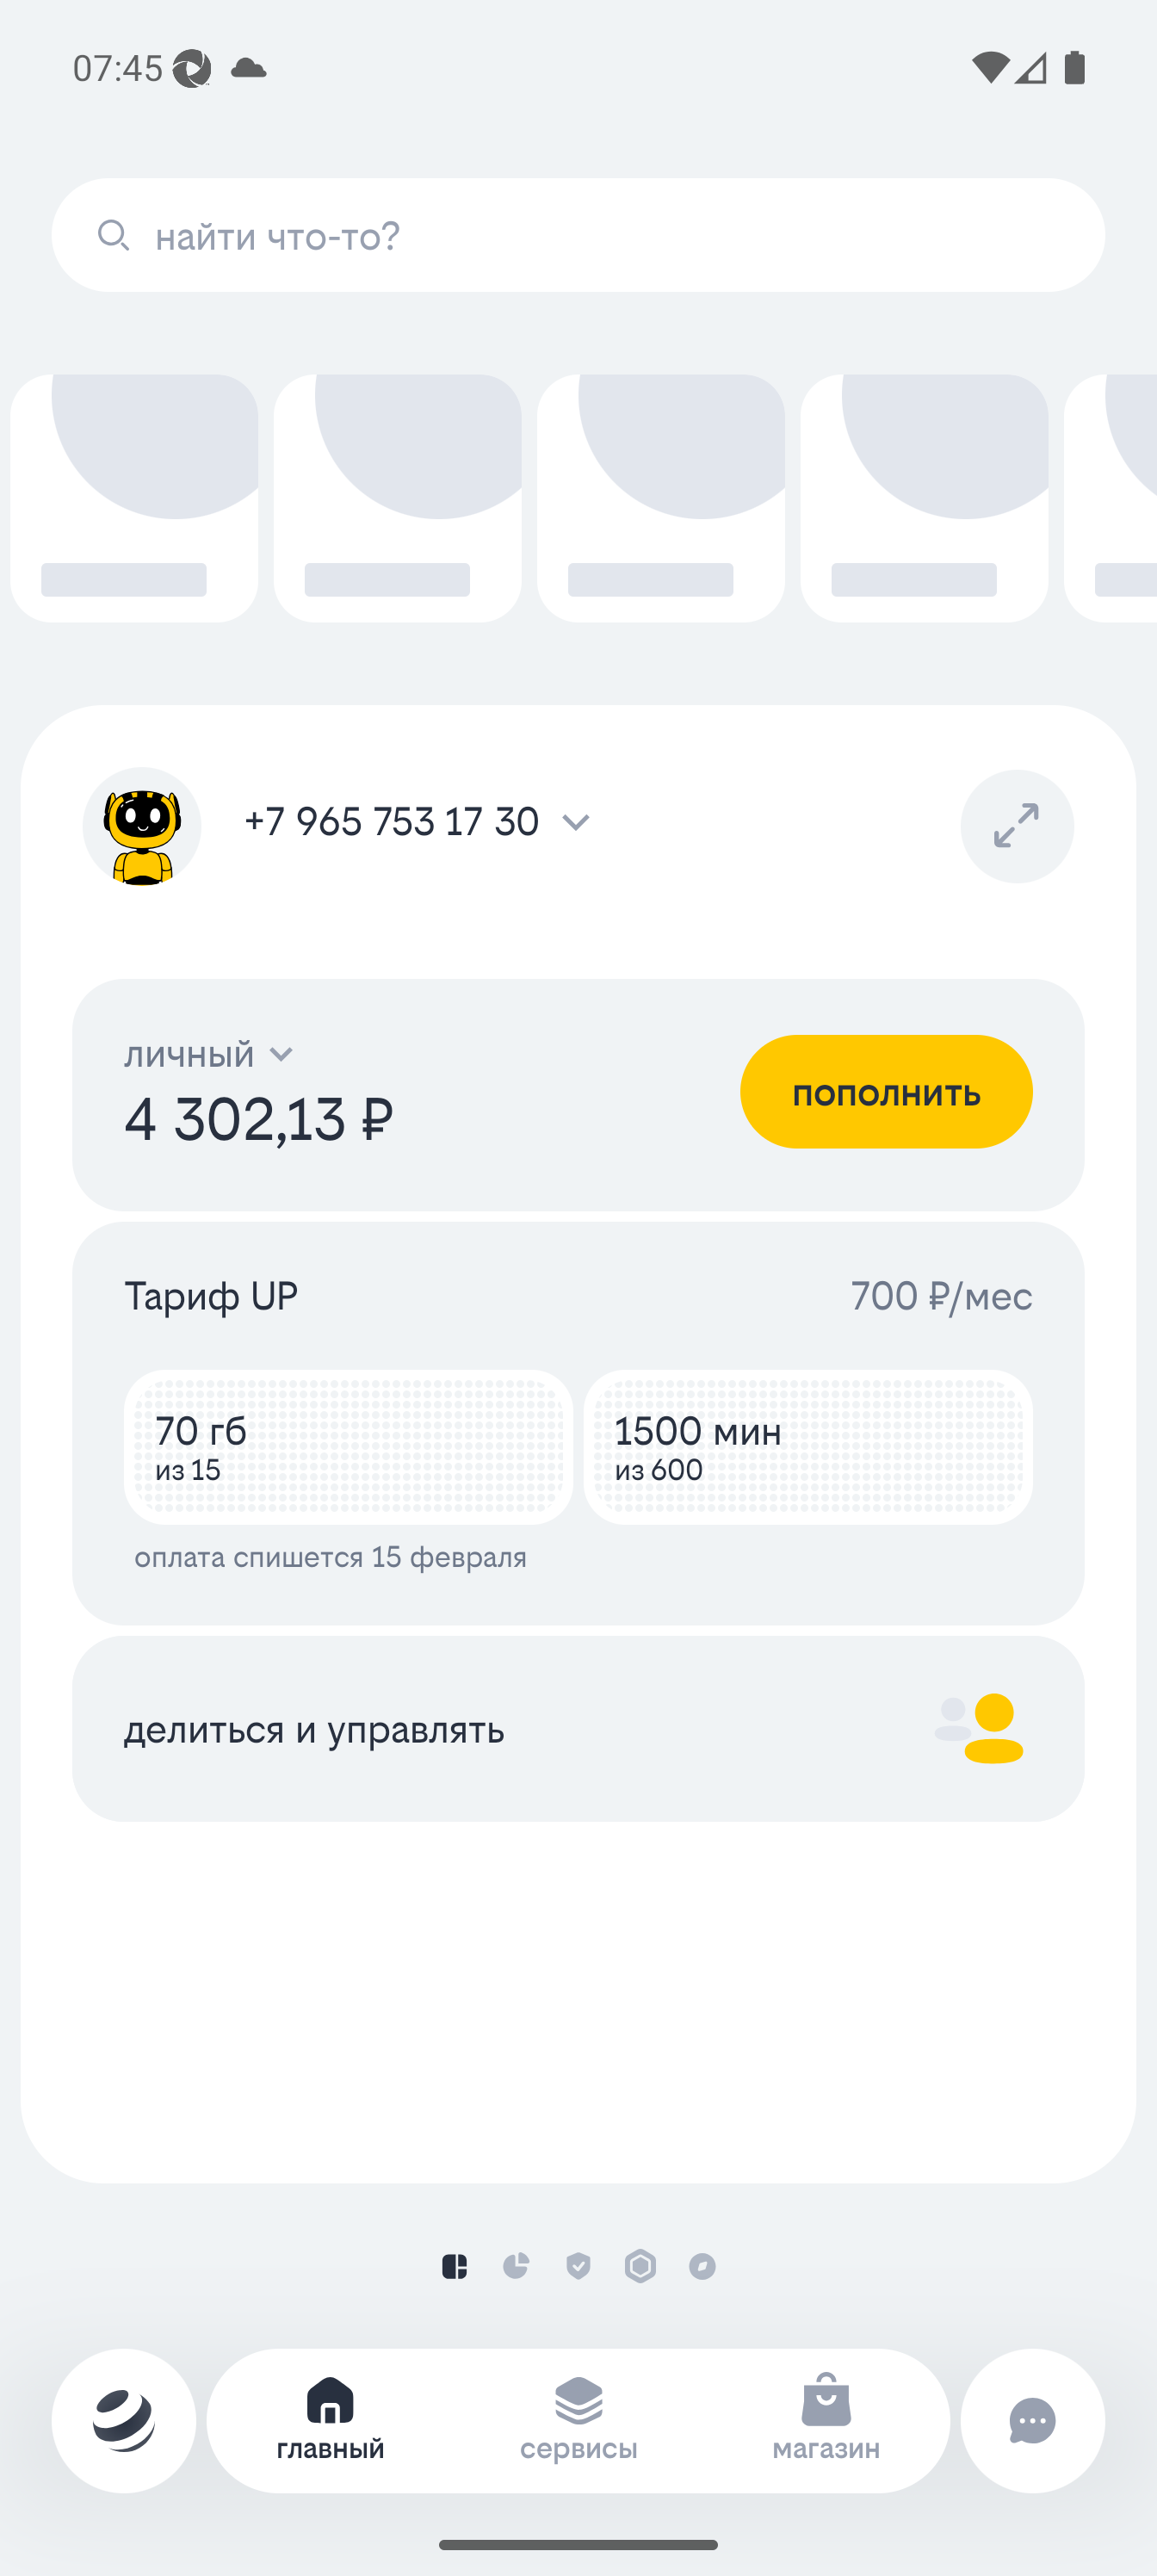 07:45
найти что-то?
+7 965 753 17 30
личный
4 302,13 ₽
пополнить
Тариф UP
700 ₽/мес
70 гб
из 15
1500 мин
из 600
оплата спишется 15 февраля
делиться и управлять
главный
сервисы
магазин